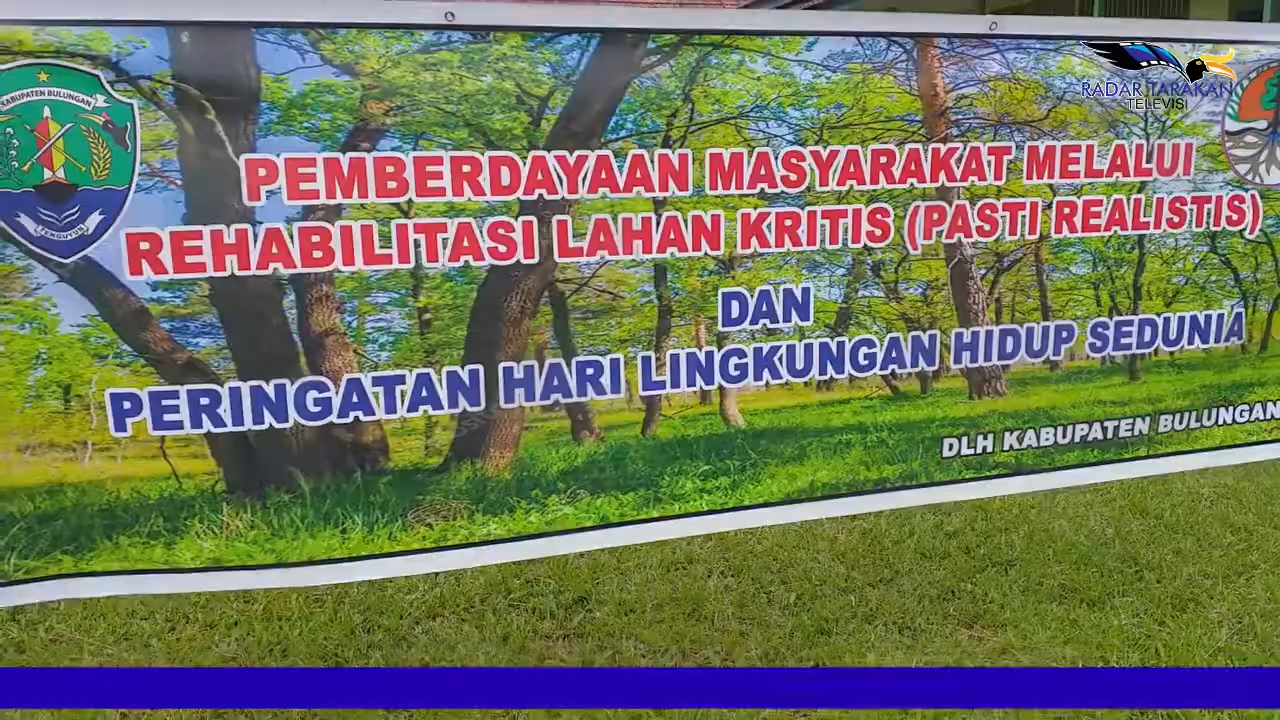 RADAR TARAKAN
TELEVISI
KABUPATEN BULUNGAN
TENGUYUN
PEMBERDAYAAN MASYARAKAT MELALUI
REHABILITASI LAHAN KRITIS (PASTI REALISTIS)
DAN
PERINGATAN HARI LINGKUNGAN HIDUP SEDUNIA
DLH KABUPATEN BULUNGAN